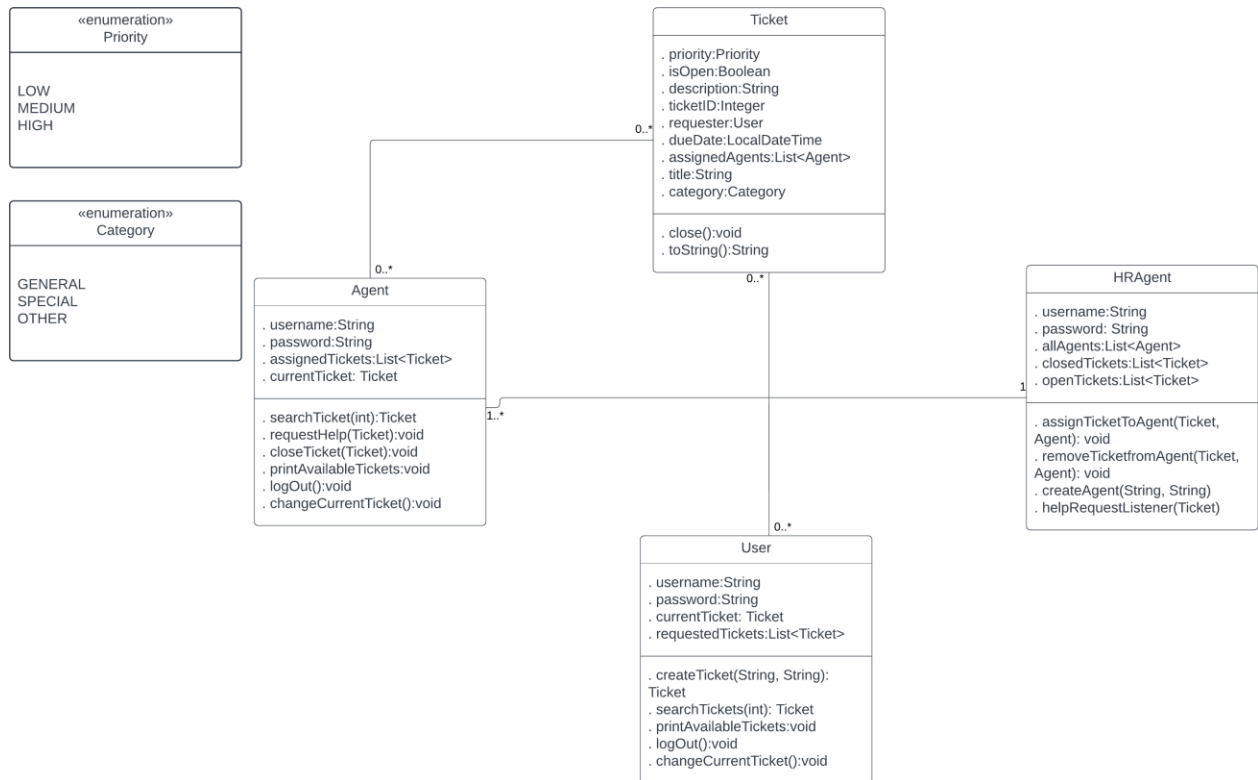 «enumeration»
Priority
LOW
MEDIUM
HIGH
«enumeration»
Category
GENERAL
SPECIAL
OTHER
Ticket
. priority:Priority
. isOpen:Boolean
. description:String
. ticketID:Integer
. requester:User
. dueDate:LocalDateTime
. assignedAgents:List<Agent>
. title:String
. category:Category
. close():void
. toString():String
0..*
0..*
0..*
Agent
. username:String
. password:String
. assignedTickets:List<Ticket>
. currentTicket: Ticket
. searchTicket(int):Ticket
. requestHelp(Ticket):void
. closeTicket(Ticket):void
. printAvailableTickets:void
. logOut():void
. changeCurrentTicket():void
1..*
1
HRAgent
. username:String
. password: String
. allAgents:List<Agent>
. closedTickets:List<Ticket>
. openTickets:List<Ticket>
. assignTicketToAgent(Ticket,
Agent): void
. removeTicketfromAgent(Ticket,
Agent): void
. createAgent(String, String)
. helpRequestListener(Ticket)
0..*
User
. username:String
. password:String
. currentTicket: Ticket
. requestedTickets:List<Ticket>
. createTicket(String, String):
Ticket
. searchTickets(int): Ticket
. printAvailableTickets:void
. logOut():void
. changeCurrentTicket():void